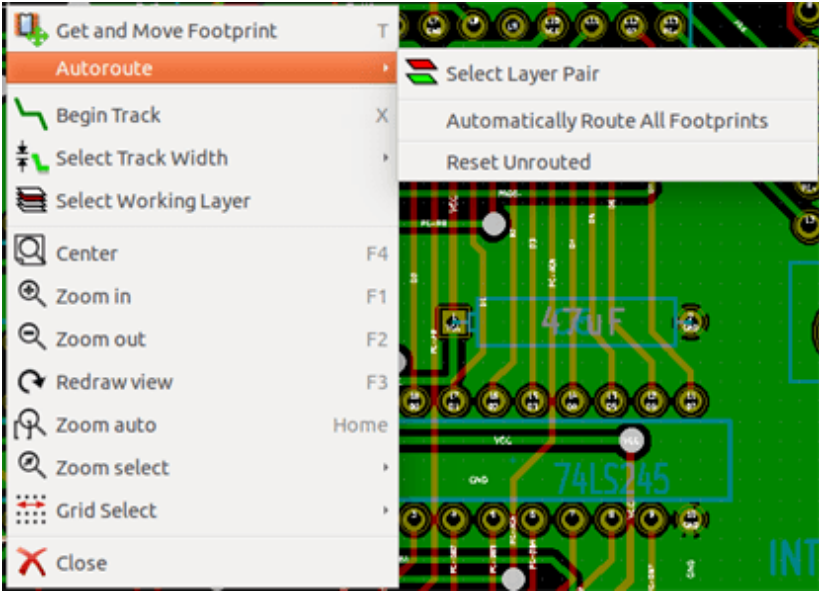 Get and Move Footprint T
Autoroute
Select Layer Pair
Begin Track X
Automatically Route All Footprints
Select Track Width
Reset Unrouted
Select Working Layer
Center F4
Zoom in F1
Zoom out F2
Redraw view F3
Zoom auto Home
Zoom select
Grid Select
Close
47uF
VCC
VCC
GND
74LS245
INT